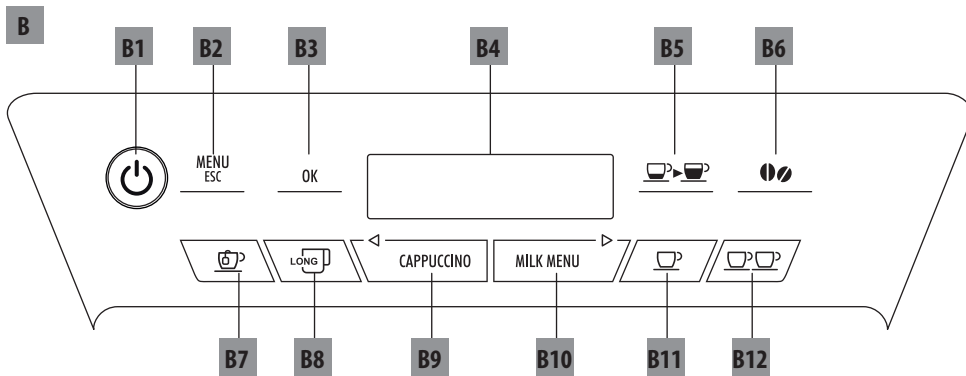 B
B1 B2 B3 B4 B5 B6
MENU
ESC
OK
LONG
CAPPUCCINO
MILK MENU
B7 B8 B9 B10 B11 B12